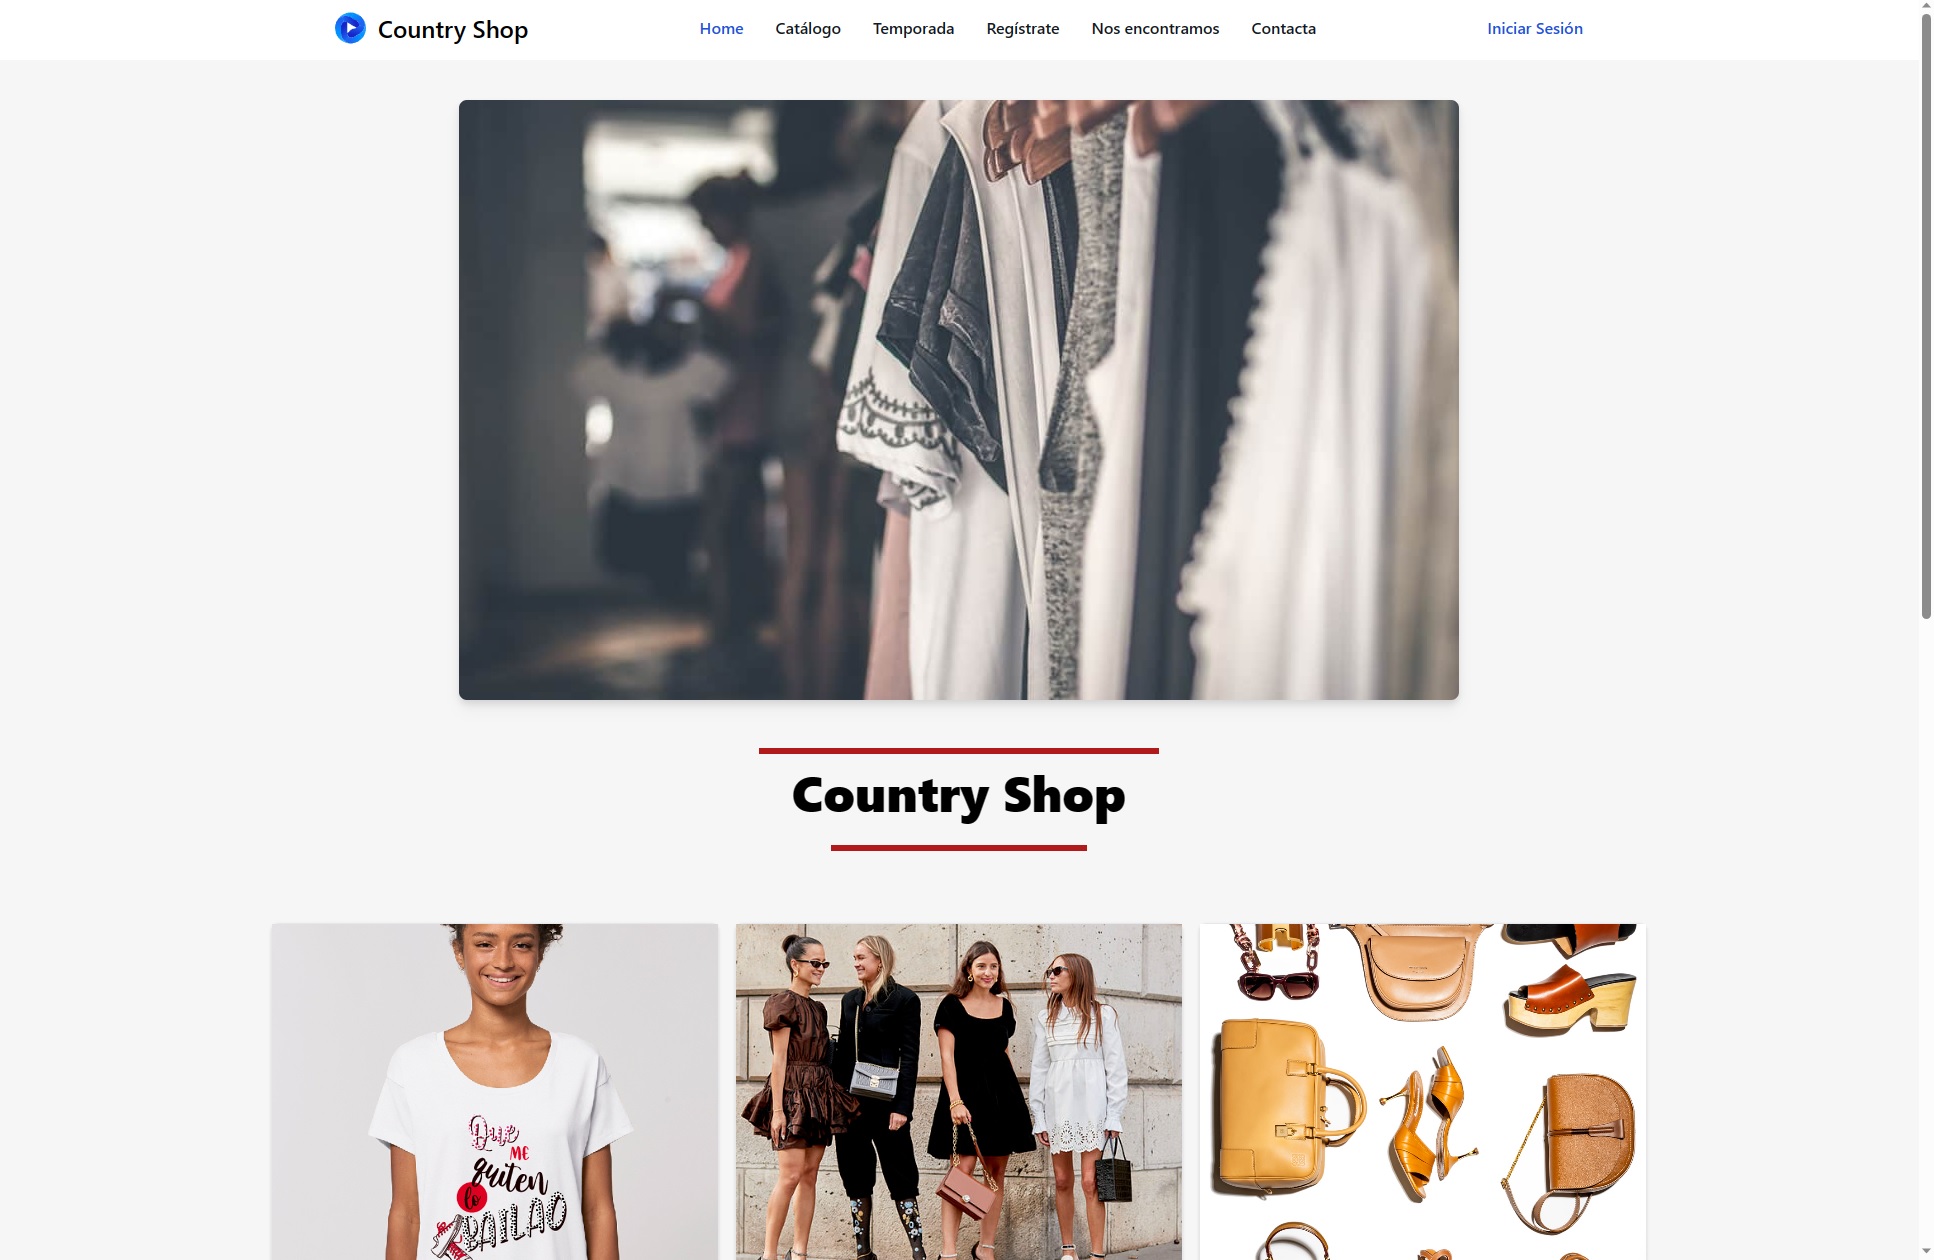 Country Shop
Home Catálogo Temporada Regístrate Nos encontramos Contacta
Iniciar Sesión
Country Shop
Que
ME
quiten
lo
BAILAO